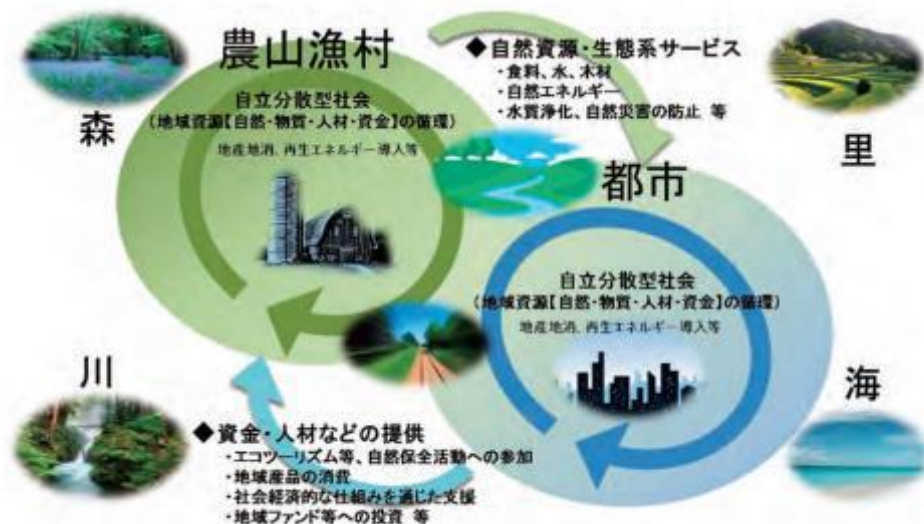 農山漁村
◆自然資源・生態系サービス
・食料、水、木材
・自然エネルギー
・水質浄化、自然災害の防止 等
森
里
自立分散型社会
(地域資源【自然・物質・人材・資金】の循環)
地産地消、再生エネルギー導入等
都市
自立分散型社会
(地域資源【自然・物質・人材・資金】の循環)
地産地消、再生エネルギー導入等
川
海
◆資金・人材などの提供
・エコツーリズム等、自然保全活動への参加
・地域産品の消費
・社会経済的な仕組みを通じた支援
・地域ファンド等への投資 等